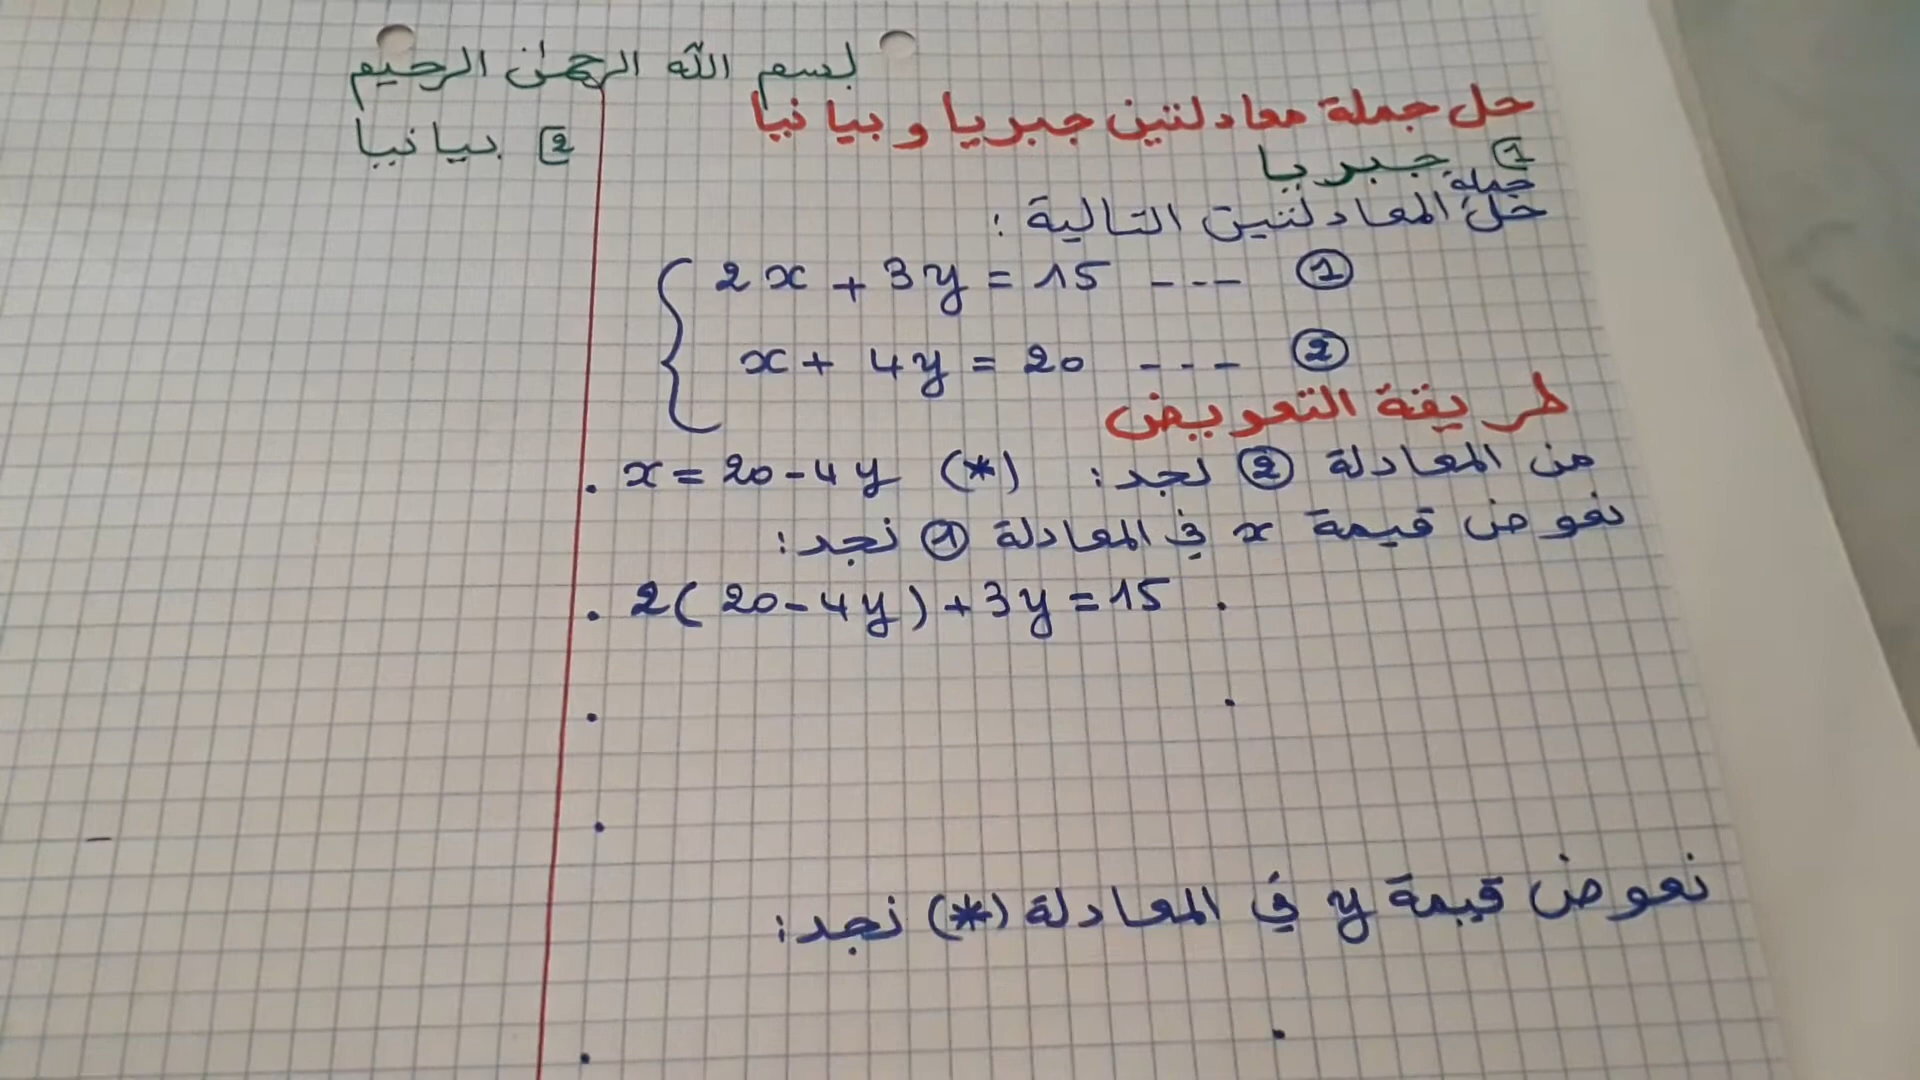 بسم الله الرحمن الرحيم
حل جملة معادلتين جبريا و بيانيا
1 جبريا
حل جملة المعادلتين التالية :
2x + 3y = 15 --- ①
x + 4y = 20 --- ②
طريقة التعويض
من المعادلة ② نجد: x = 20 - 4y (*)
نعوض قيمة x في المعادلة ① نجد:
2(20 - 4y) + 3y = 15
نعوض قيمة y في المعادلة (*) نجد:
2 بيانيا